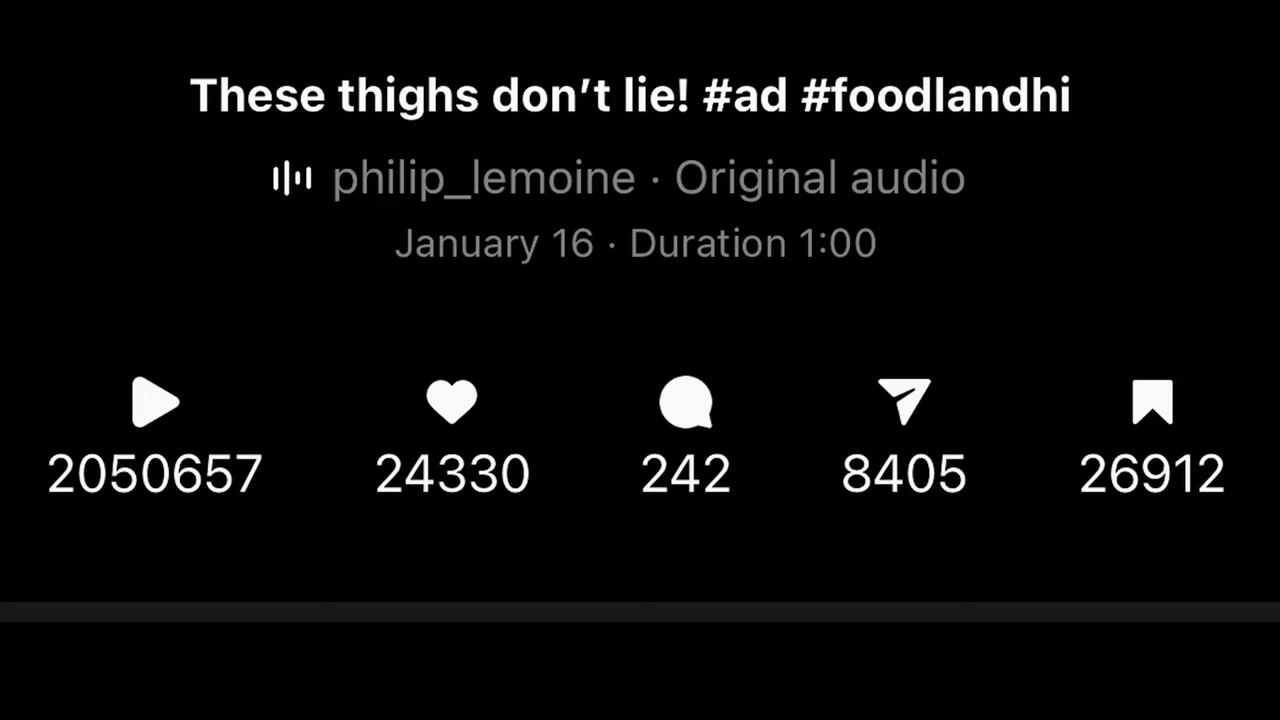 These thighs don’t lie! #ad #foodlandhi
philip_lemoine · Original audio
January 16 · Duration 1:00
2050657 24330 242 8405 26912